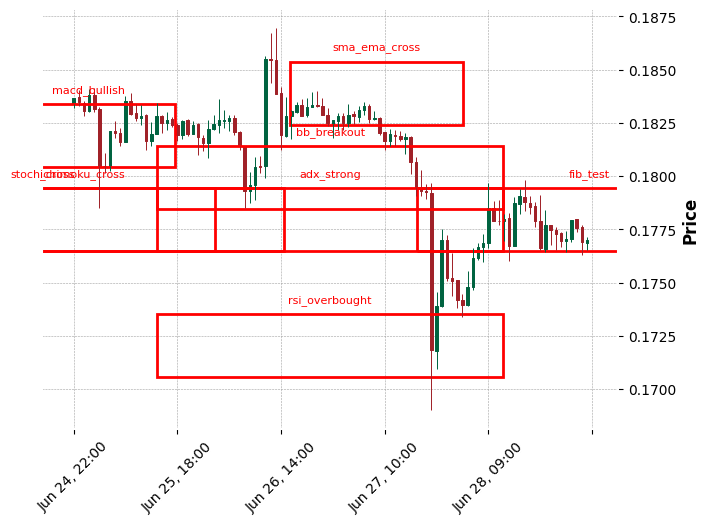 0.1875
sma_ema_cross
0.1850
macd_bullish
0.1825
bb_breakout
0.1800
adx_strong
fib_test
0.1775
Price
0.1750
rsi_overbought
0.1725
0.1700
Jun 24, 22:00
Jun 25, 18:00
Jun 26, 14:00
Jun 27, 10:00
Jun 28, 09:00